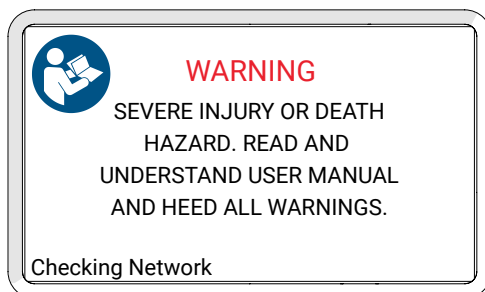 WARNING
SEVERE INJURY OR DEATH
HAZARD. READ AND
UNDERSTAND USER MANUAL
AND HEED ALL WARNINGS.
Checking Network